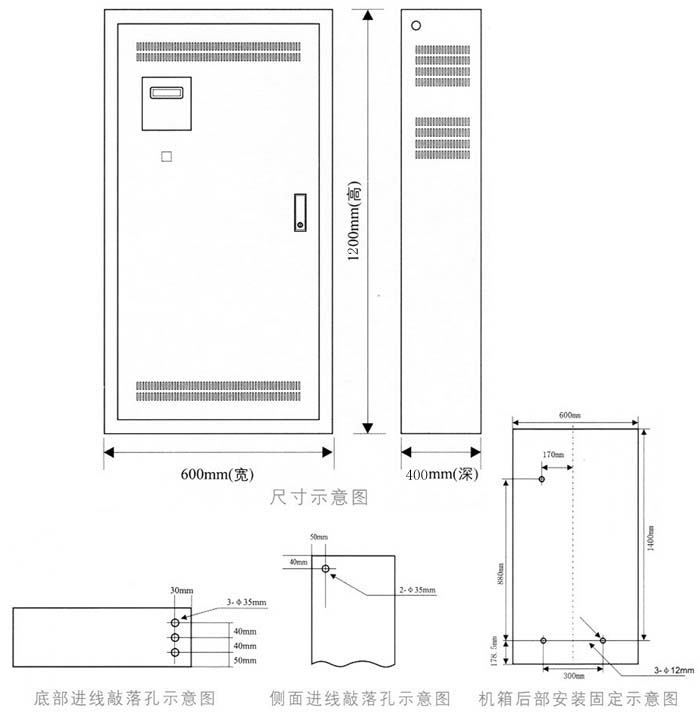 1200mm(高)
600mm(宽)
400mm(深)
尺寸示意图
600mm
170mm
1400mm
880mm
178.5mm
3-Φ12mm
300mm
机箱后部安装固定示意图
50mm
40mm
2-Φ35mm
侧面进线敲落孔示意图
30mm
3-Φ35mm
40mm
40mm
50mm
底部进线敲落孔示意图